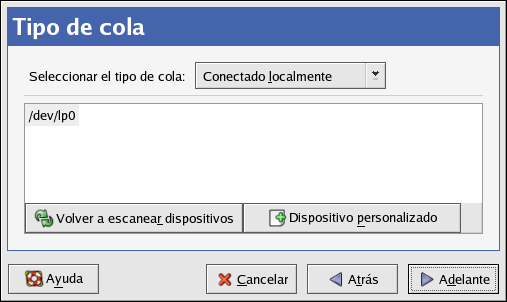 Tipo de cola
Seleccionar el tipo de cola: Conectado localmente
/dev/lp0
Volver a escanear dispositivos Dispositivo personalizado
Ayuda Cancelar Atrás Adelante